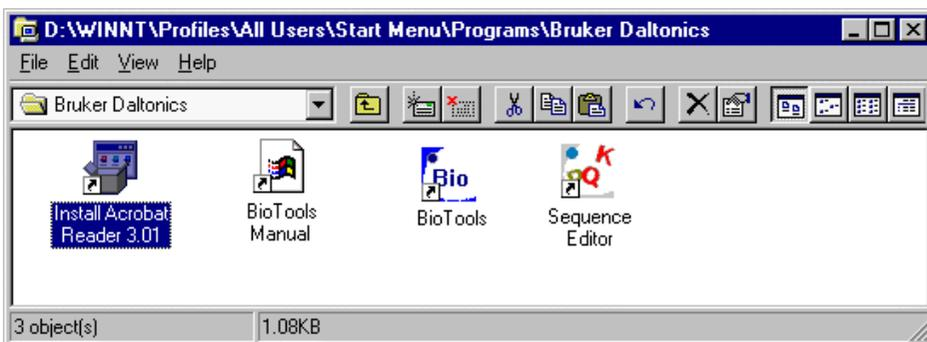 D:\WINNT\Profiles\All Users\Start Menu\Programs\Bruker Daltonics
File Edit View Help
Bruker Daltonics
K
Q
Bio
Install Acrobat
Reader 3.01
BioTools
Manual
BioTools
Sequence
Editor
3 object(s) 1.08KB